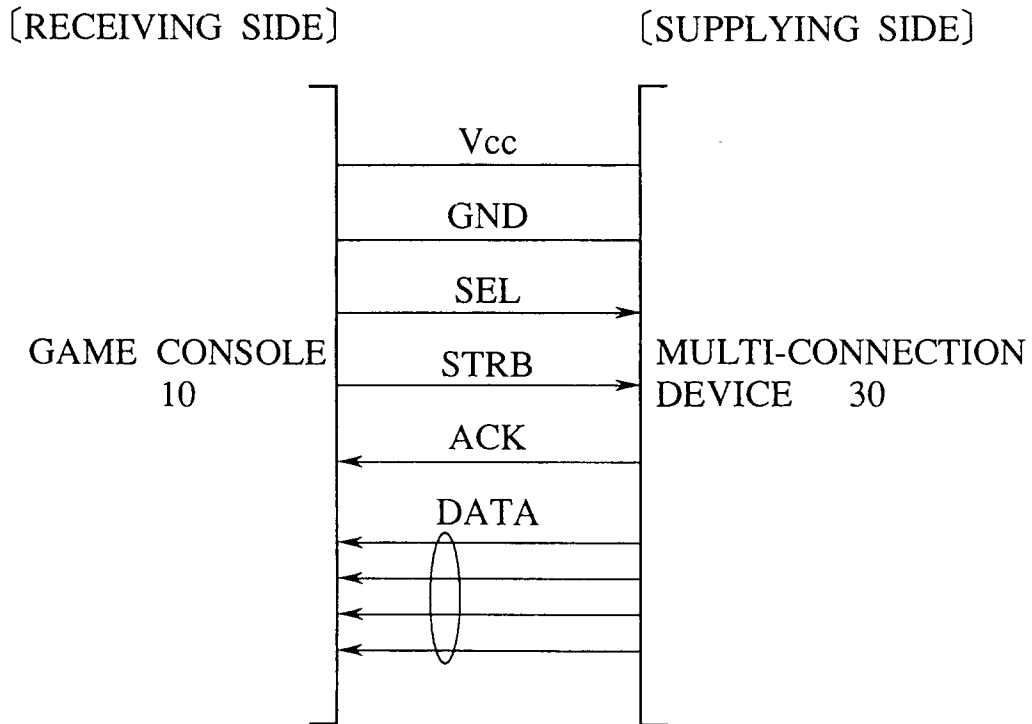 〔RECEIVING SIDE〕
〔SUPPLYING SIDE〕
Vcc
GND
SEL
GAME CONSOLE
10
STRB
MULTI-CONNECTION
DEVICE 30
ACK
DATA